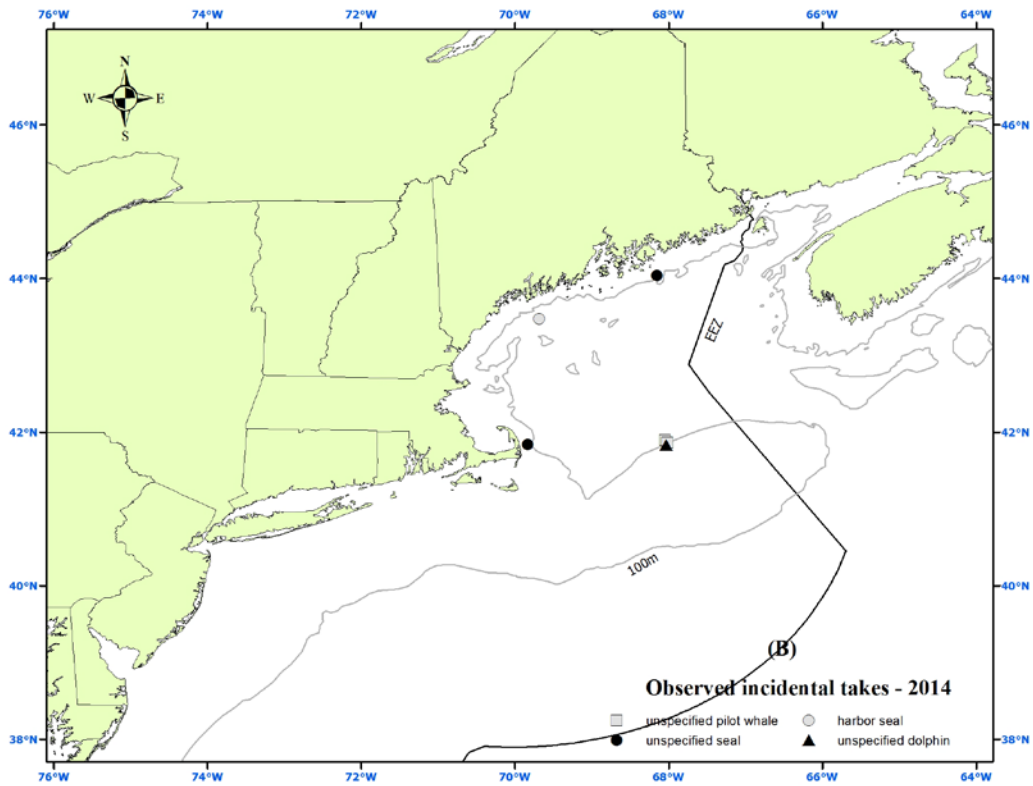 76°W 74°W 72°W 70°W 68°W 66°W 64°W
N
W E
S
46°N 46°N
44°N 44°N
EEZ
42°N 42°N
100m
40°N 40°N
(B)
Observed incidental takes - 2014
unspecified pilot whale harbor seal
unspecified seal unspecified dolphin
38°N 38°N
76°W 74°W 72°W 70°W 68°W 66°W 64°W